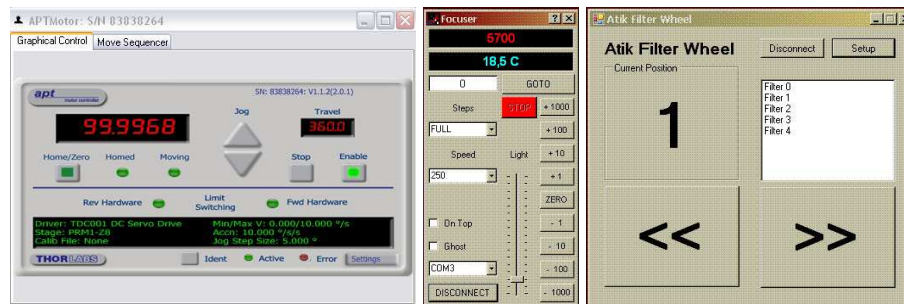 APTMotor: S/N 83838264
Graphical Control Move Sequencer
apt
motor controller
SN: 83838264: V1.1.2(2.0.1)
99.9968
Jog
Travel
360.0
Home/Zero Homed Moving
Stop Enable
Rev Hardware
Limit
Switching
Fwd Hardware
Driver: TDC001 DC Servo Drive
Stage: PRM1-Z8
Calib File: None
Min/Max V: 0.000/10.000 °/s
Accn: 10.000 °/s/s
Jog Step Size: 5.000 °
THORLABS
Ident Active Error Settings
Focuser
5700
18,5 C
0 GOTO
Steps STOP + 1000
FULL + 100
Speed Light + 10
250 + 1
ZERO
On Top - 1
Ghost - 10
COM3 - 100
DISCONNECT - 1000
Atik Filter Wheel
Atik Filter Wheel
Disconnect Setup
Current Position
1
Filter 0
Filter 1
Filter 2
Filter 3
Filter 4
<< >>